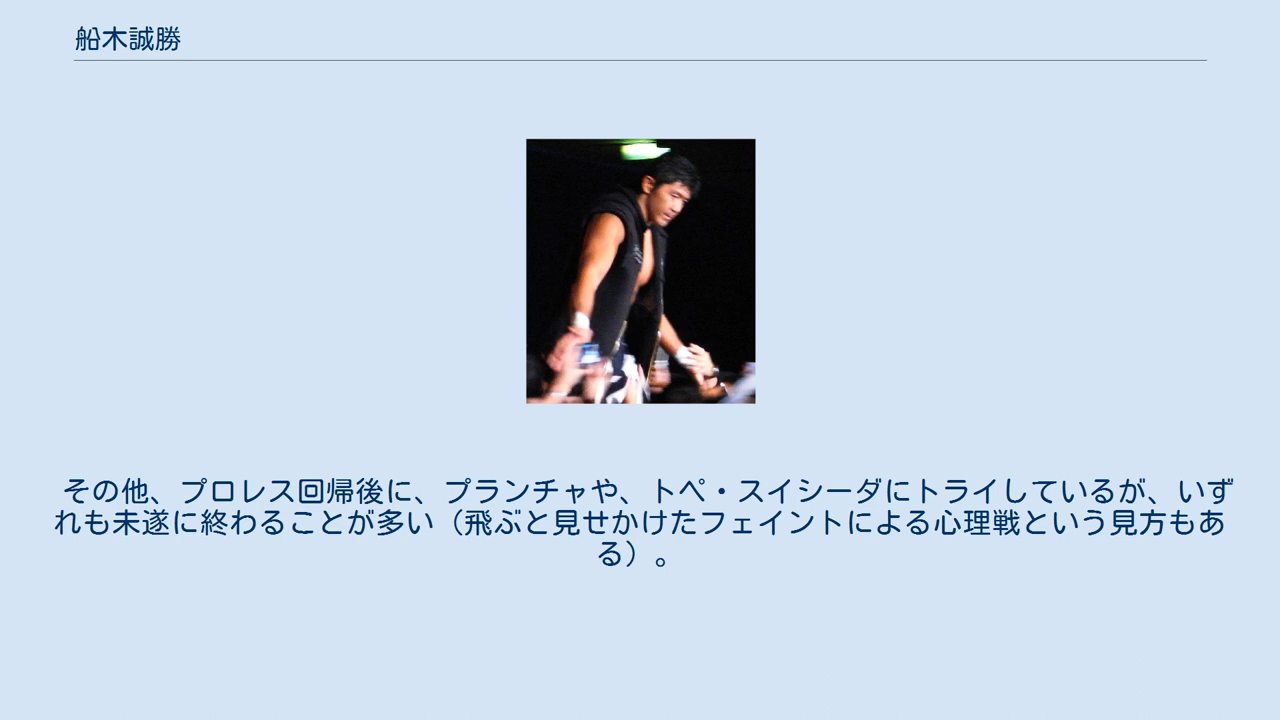 船木誠勝
その他、プロレス回帰後に、プランチャや、トペ・スイシーダにトライしているが、いず
れも未遂に終わることが多い（飛ぶと見せかけたフェイントによる心理戦という見方もあ
る）。